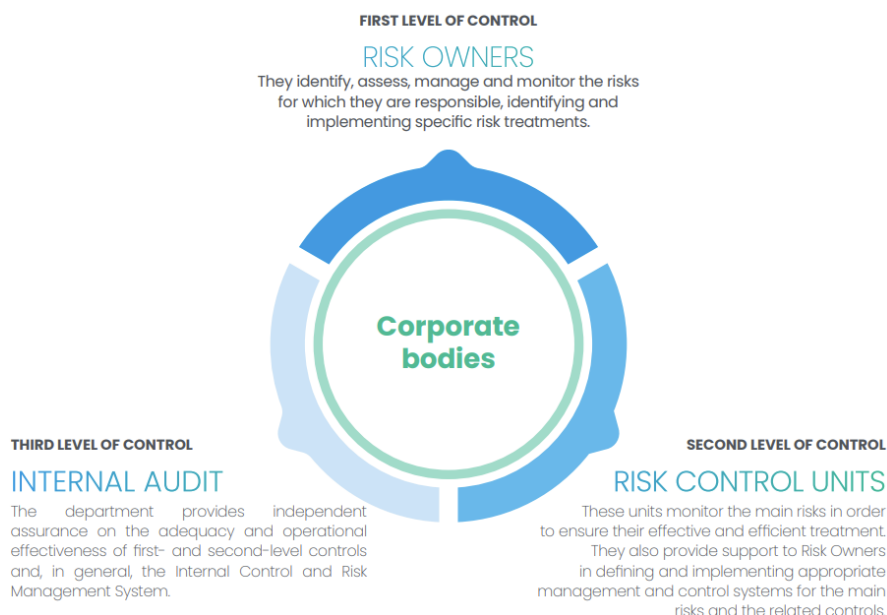 FIRST LEVEL OF CONTROL
RISK OWNERS
They identify, assess, manage and monitor the risks
for which they are responsible, identifying and
implementing specific risk treatments.
Corporate
bodies
THIRD LEVEL OF CONTROL
INTERNAL AUDIT
The department provides independent
assurance on the adequacy and operational
effectiveness of first- and second-level controls
and, in general, the Internal Control and Risk
Management System.
SECOND LEVEL OF CONTROL
RISK CONTROL UNITS
These units monitor the main risks in order
to ensure their effective and efficient treatment.
They also provide support to Risk Owners
in defining and implementing appropriate
management and control systems for the main
risks and the related controls.